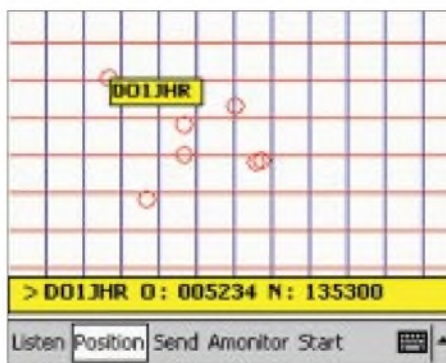 DO1JHR
>DO1JHR O: 005234 N: 135300
Listen Position Send Amonitor Start